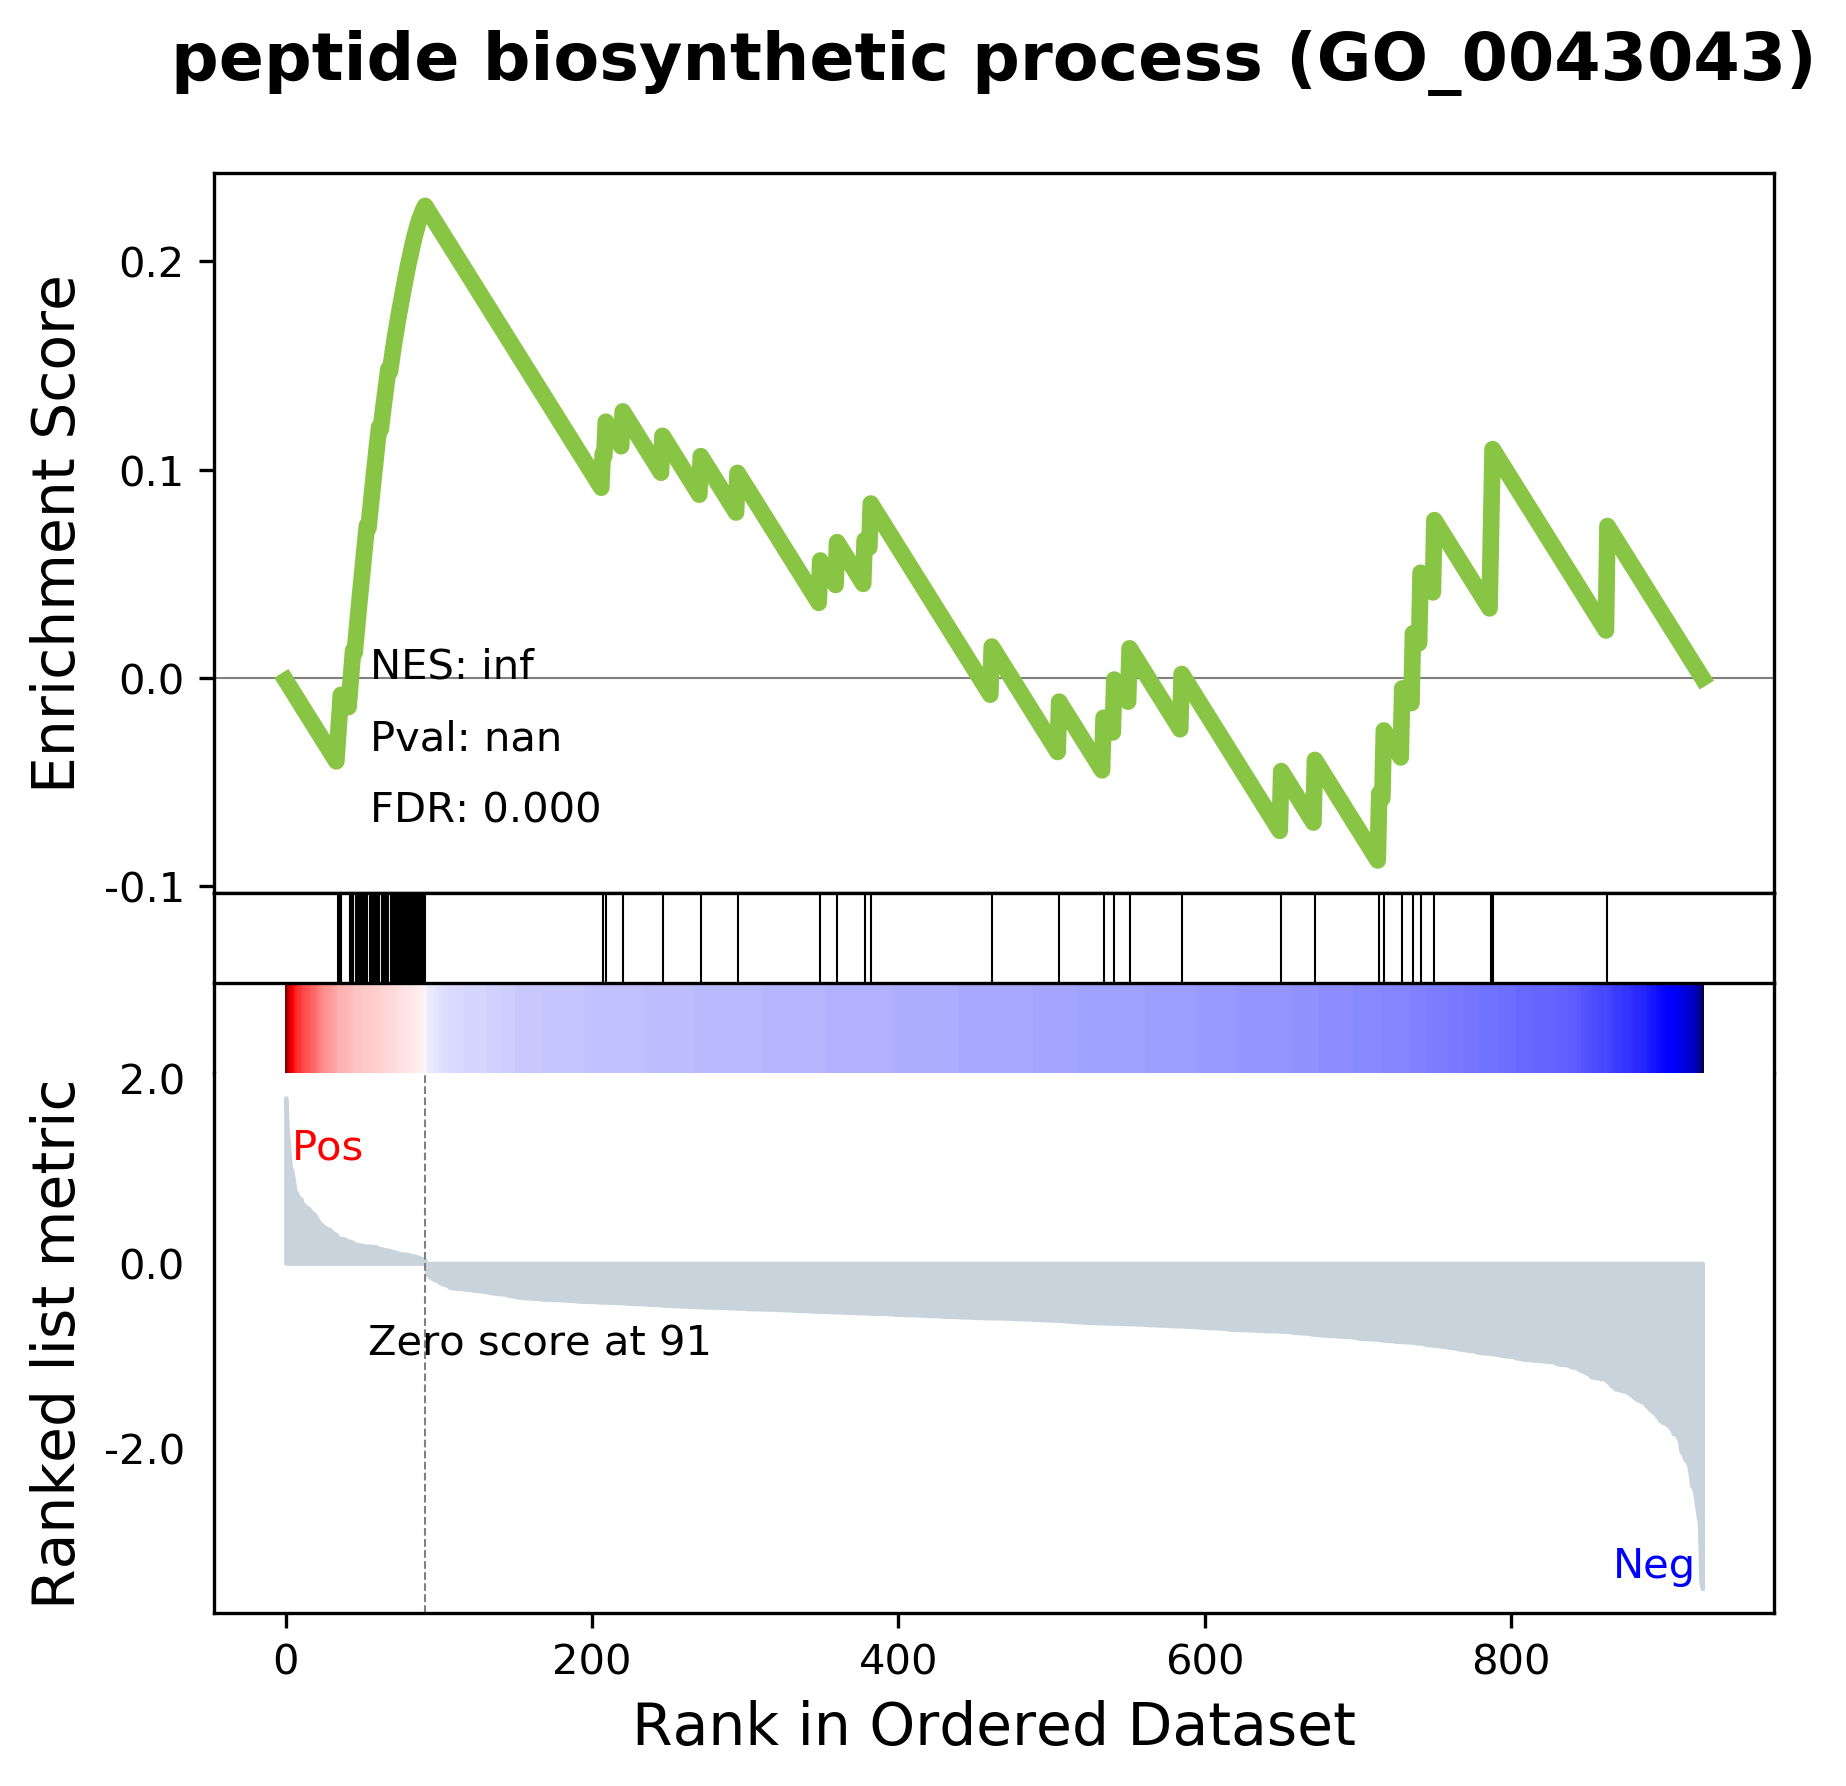 peptide biosynthetic process (GO_0043043)
Enrichment Score
0.2
0.1
0.0
-0.1
NES: inf
Pval: nan
FDR: 0.000
Ranked list metric
2.0
0.0
-2.0
Pos
Zero score at 91
Neg
0 200 400 600 800
Rank in Ordered Dataset